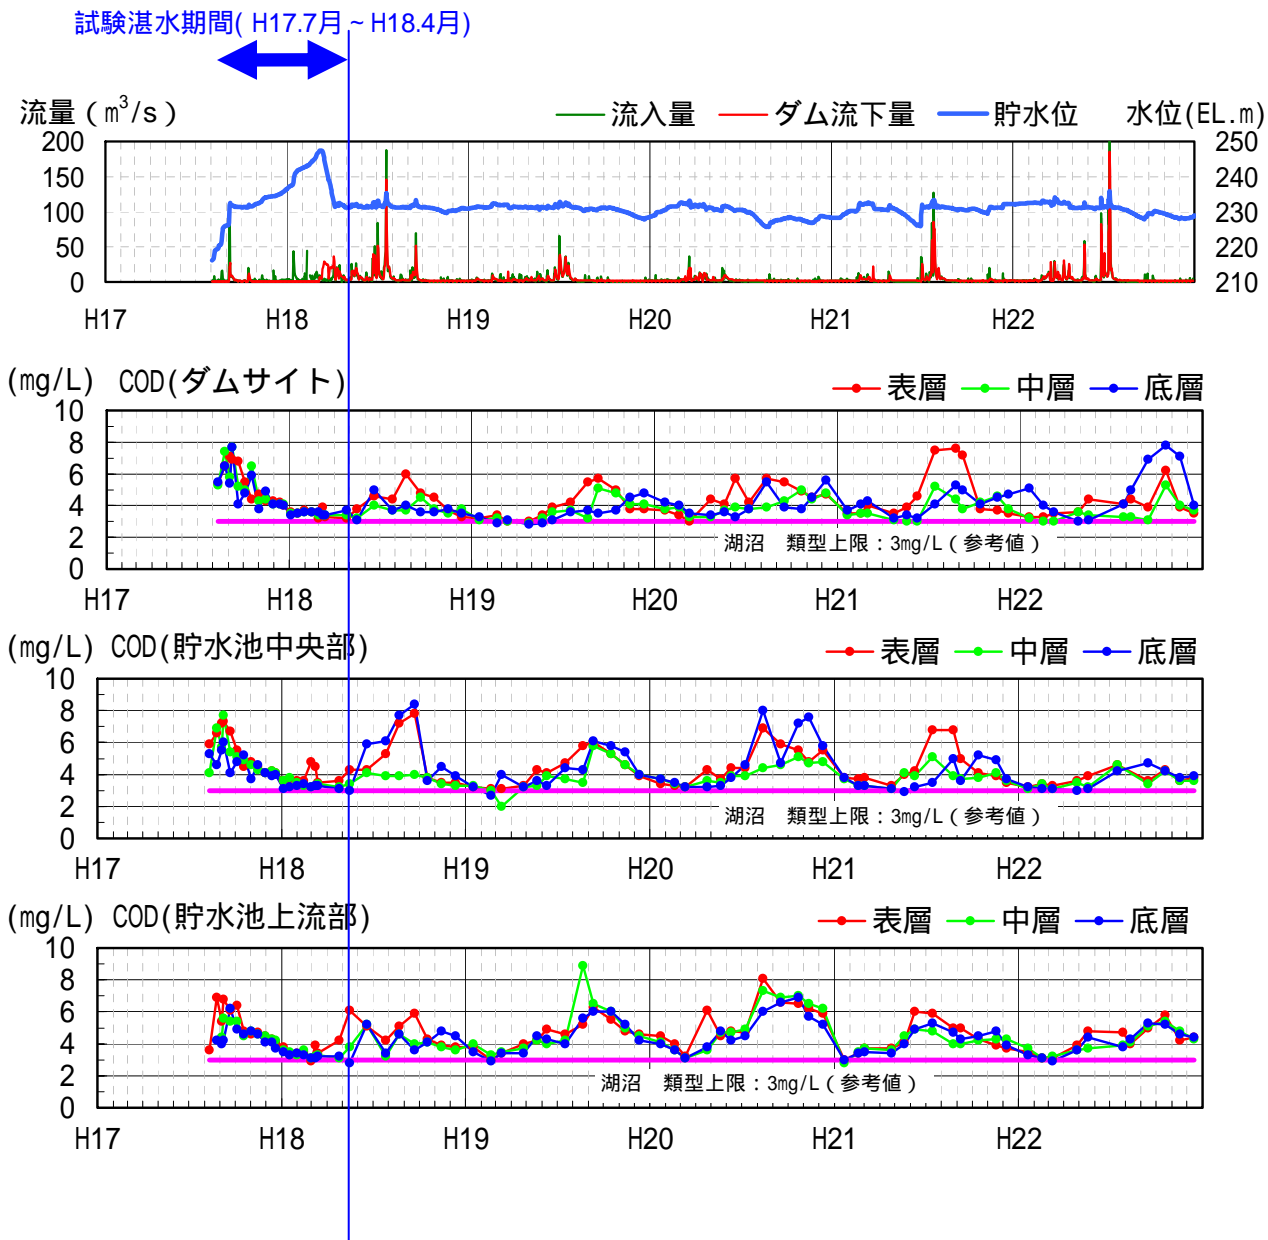 試験湛水期間( H17.7月 ~ H18.4月)
流量 ( m³/s )
流入量 ダム流下量 貯水位 水位(EL.m)
200 250
150 240
100 230
50 220
0 210
H17 H18 H19 H20 H21 H22
(mg/L) COD(ダムサイト)
表層 中層 底層
10
8
6
4
2
0
湖沼 類型上限:3mg/L(参考値)
H17 H18 H19 H20 H21 H22
(mg/L) COD(貯水池中央部)
表層 中層 底層
10
8
6
4
2
0
湖沼 類型上限:3mg/L(参考値)
H17 H18 H19 H20 H21 H22
(mg/L) COD(貯水池上流部)
表層 中層 底層
10
8
6
4
2
0
湖沼 類型上限:3mg/L(参考値)
H17 H18 H19 H20 H21 H22